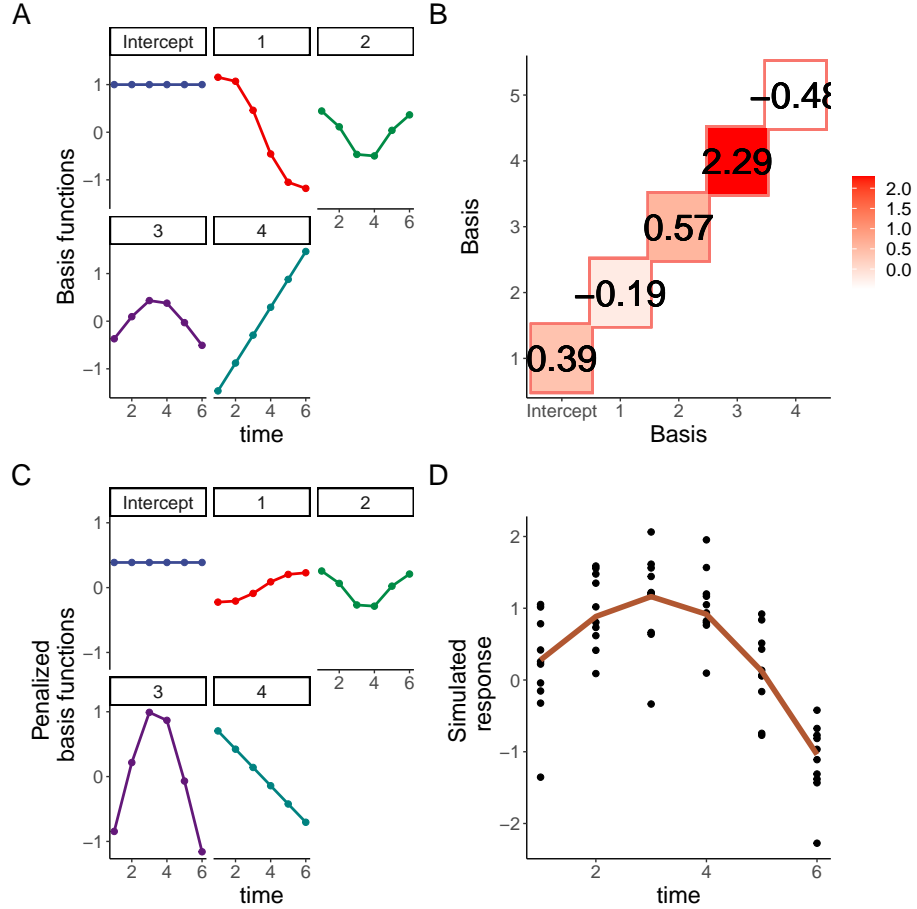 A
Intercept 1 2
1
0
−1
2 4 6
3 4
1
0
−1
2 4 6 2 4 6
Basis functions
time
B
5
4
3
2
1
−0.48
2.29
0.57
−0.19
0.39
Intercept 1 2 3 4
Basis
Basis
2.0
1.5
1.0
0.5
0.0
C
Intercept 1 2
1
0
−1
2 4 6
3 4
1
0
−1
2 4 6 2 4 6
Penalized
basis functions
time
D
2
1
0
−1
−2
2 4 6
Simulated
response
time